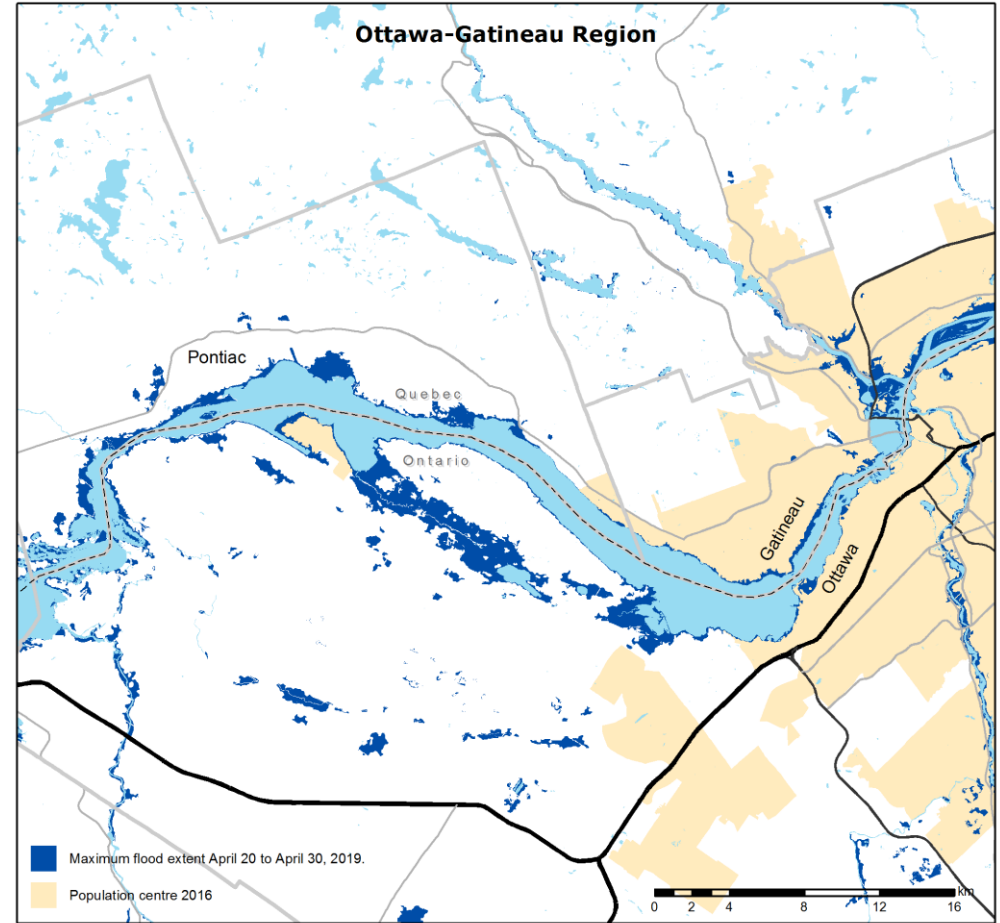 Ottawa-Gatineau Region
Pontiac
Quebec
Ontario
Gatineau
Ottawa
Maximum flood extent April 20 to April 30, 2019.
Population centre 2016
km
0 2 4 8 12 16